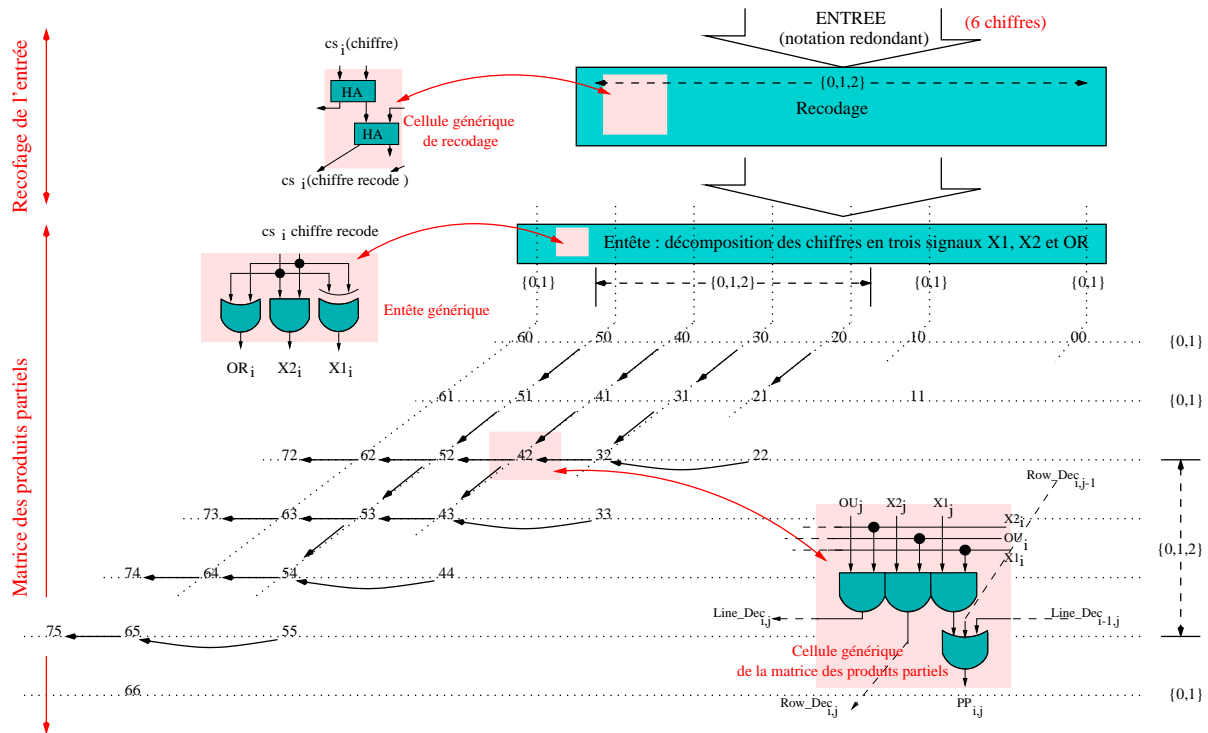 ENTREE
(notation redondant)
(6 chiffres)
cs i (chiffre)
HA
HA
Cellule générique
de recodage
cs i (chiffre recode )
{0,1,2}
Recodage
Recofage de l'entrée
cs i chiffre recode
Entête générique
OR i X2 i X1 i
Entête : décomposition des chiffres en trois signaux X1, X2 et OR
{0,1} {0,1,2} {0,1} {0,1}
60 50 40 30 20 10 00 {0,1}
61 51 41 31 21 11 {0,1}
72 62 52 42 32 22
73 63 53 43 33
74 64 54 44
75 65 55
66 {0,1}
{0,1,2}
Matrice des produits partiels
Row_Dec i,j-1
OU j X2 j X1 j
X2 i
OU i
X1 i
Line_Dec i,j
Line_Dec i-1,j
Cellule générique
de la matrice des produits partiels
Row_Dec i,j
PP i,j